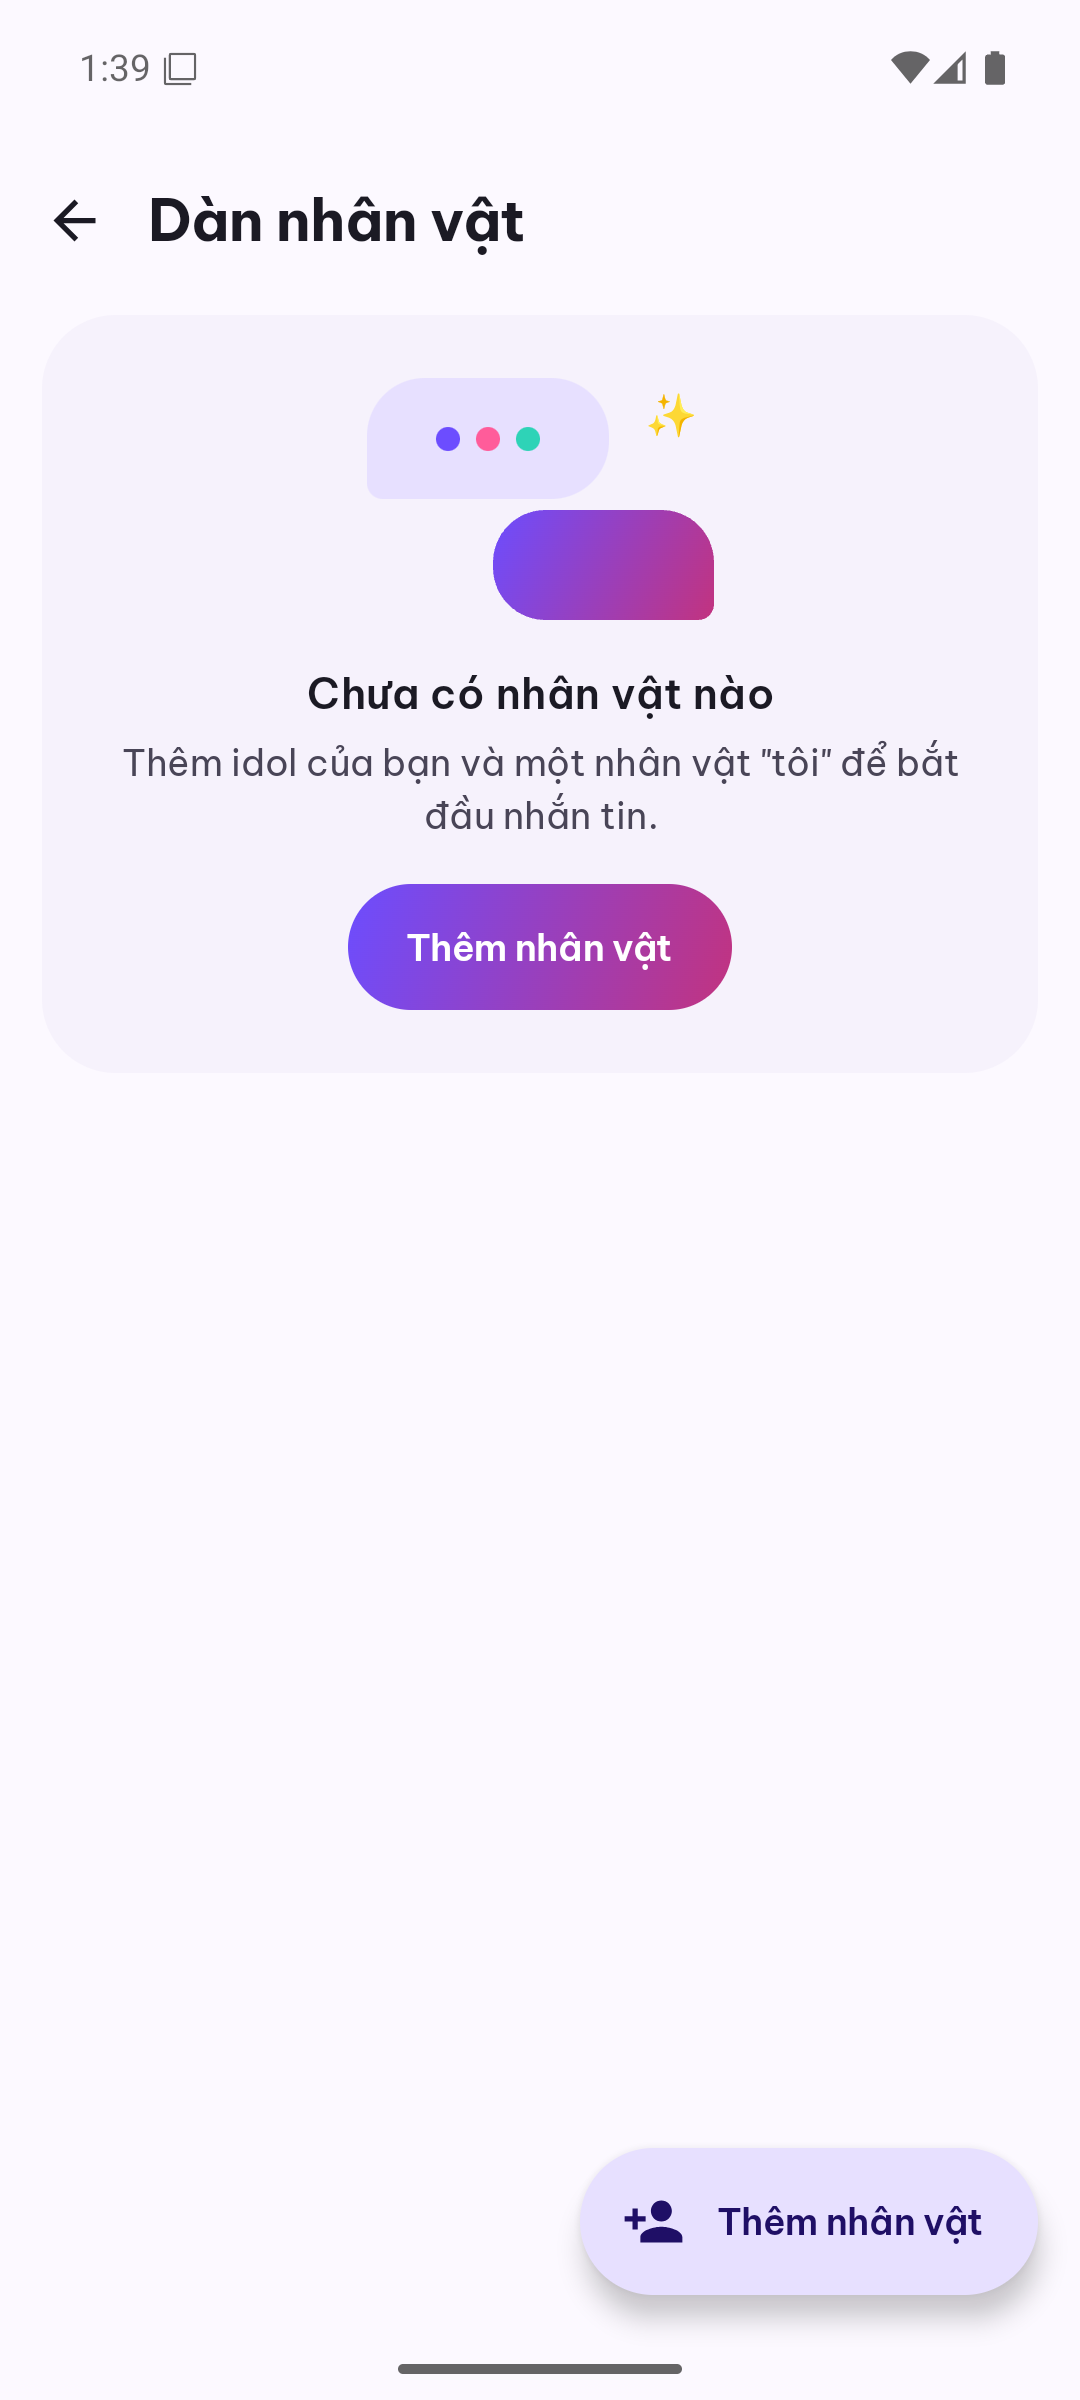 1:39
Dàn nhân vật
Chưa có nhân vật nào
Thêm idol của bạn và một nhân vật "tôi" để bắt
đầu nhắn tin.
Thêm nhân vật
Thêm nhân vật